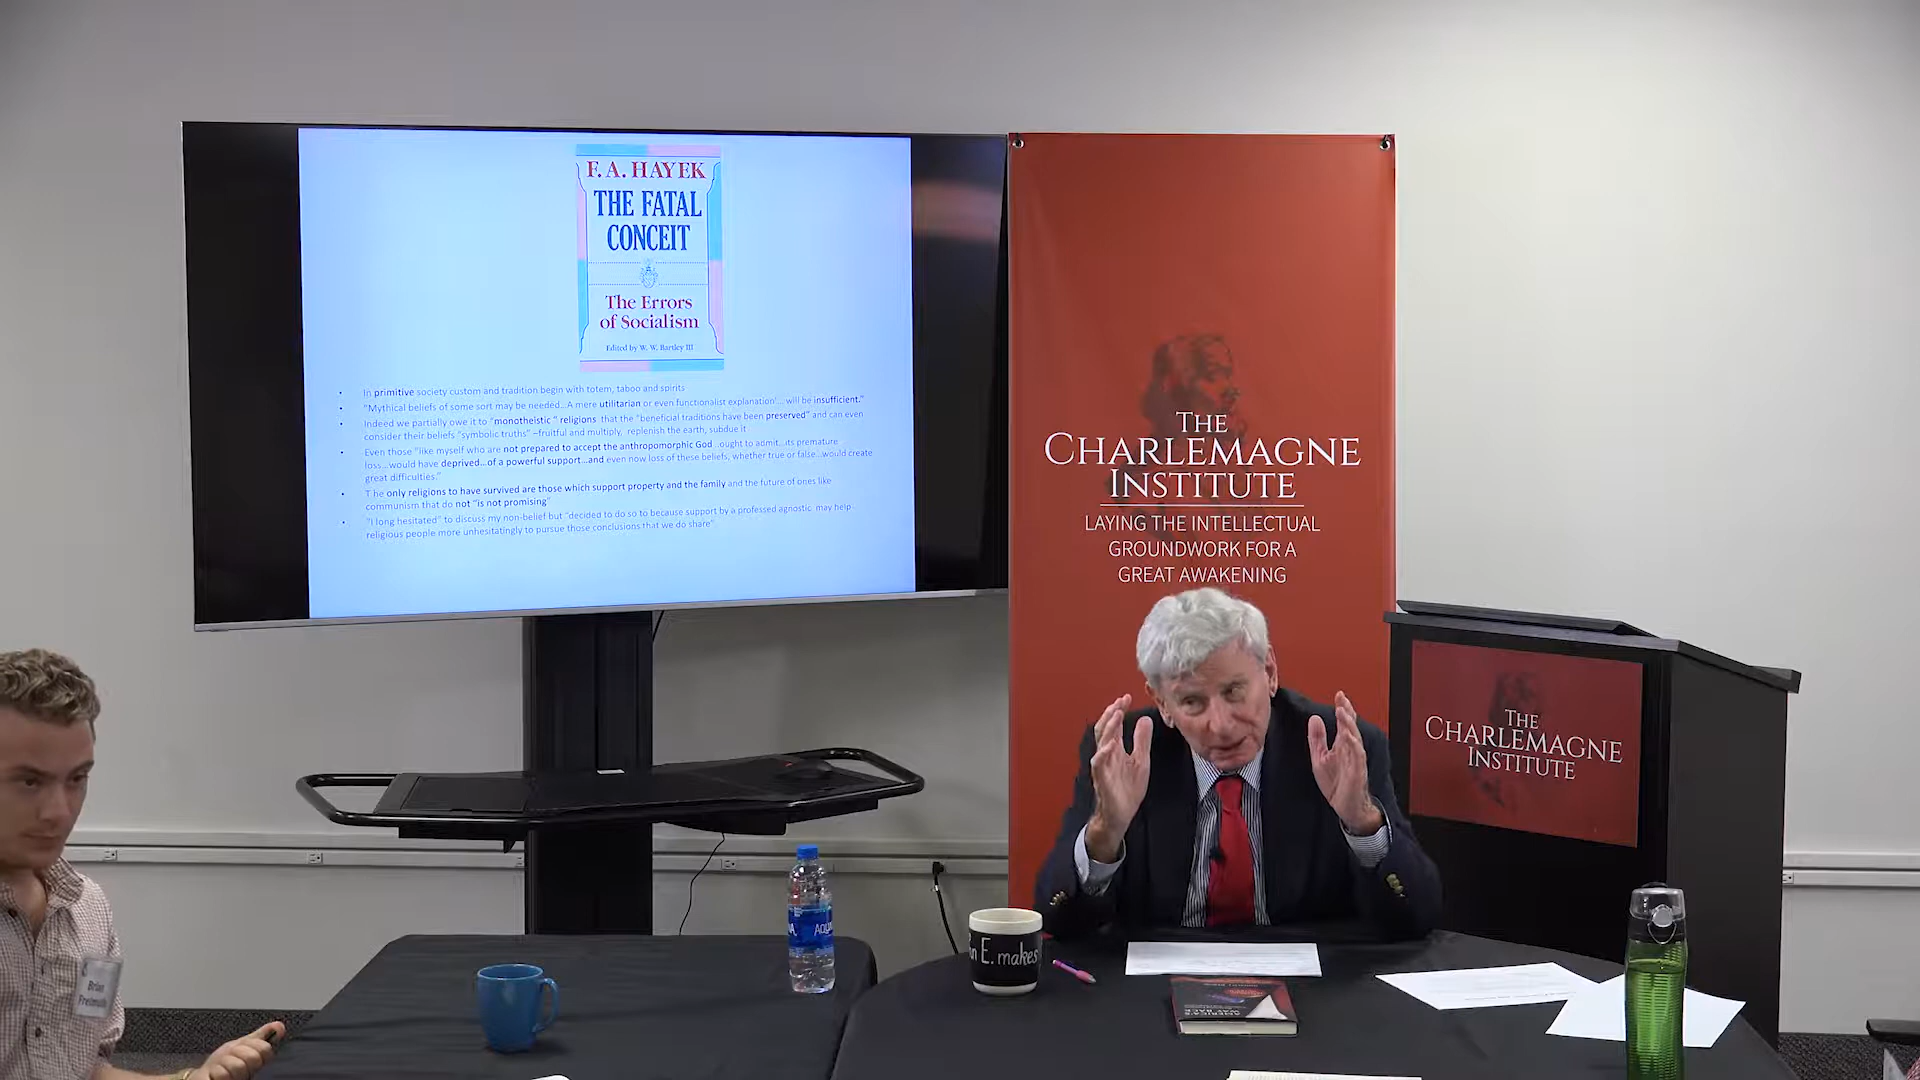 F. A. HAYEK
THE FATAL
CONCEIT
The Errors
of Socialism
Edited by W. W. Bartley III
• In primitive society custom and tradition begin with totem, taboo and spirits
• "Mythical beliefs of some sort may be needed...A mere utilitarian or even functionalist explanation'... will be insufficient."
• Indeed we partially owe it to "monotheistic " religions that the "beneficial traditions have been preserved" and can even
consider their beliefs "symbolic truths" –fruitful and multiply, replenish the earth, subdue it
• Even those "like myself who are not prepared to accept the anthropomorphic God ..ought to admit...its premature
loss...would have deprived...of a powerful support...and even now loss of these beliefs, whether true or false...would create
great difficulties."
• T he only religions to have survived are those which support property and the family and the future of ones like
communism that do not "is not promising"
• "I long hesitated" to discuss my non-belief but "decided to do so to because support by a professed agnostic may help
religious people more unhesitatingly to pursue those conclusions that we do share"
THE
CHARLEMAGNE
INSTITUTE
LAYING THE INTELLECTUAL
GROUNDWORK FOR A
GREAT AWAKENING
THE
CHARLEMAGNE
INSTITUTE
E. makes
Brian
AMERICA'S
WAY BACK